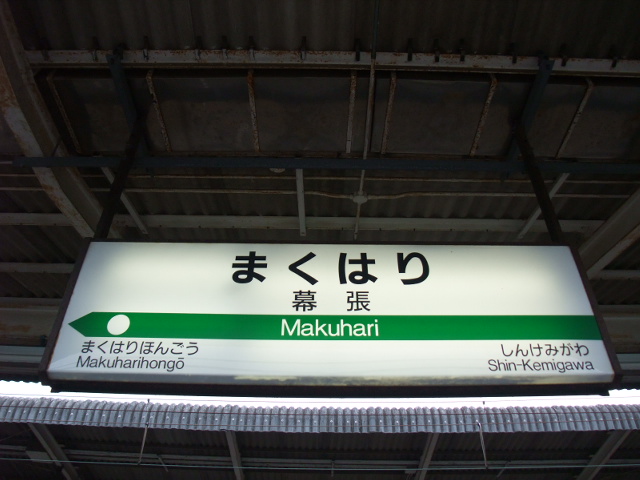 まくはり
幕張
Makuhari
まくはりほんごう
Makuharihongō
しんけみがわ
Shin-Kemigawa